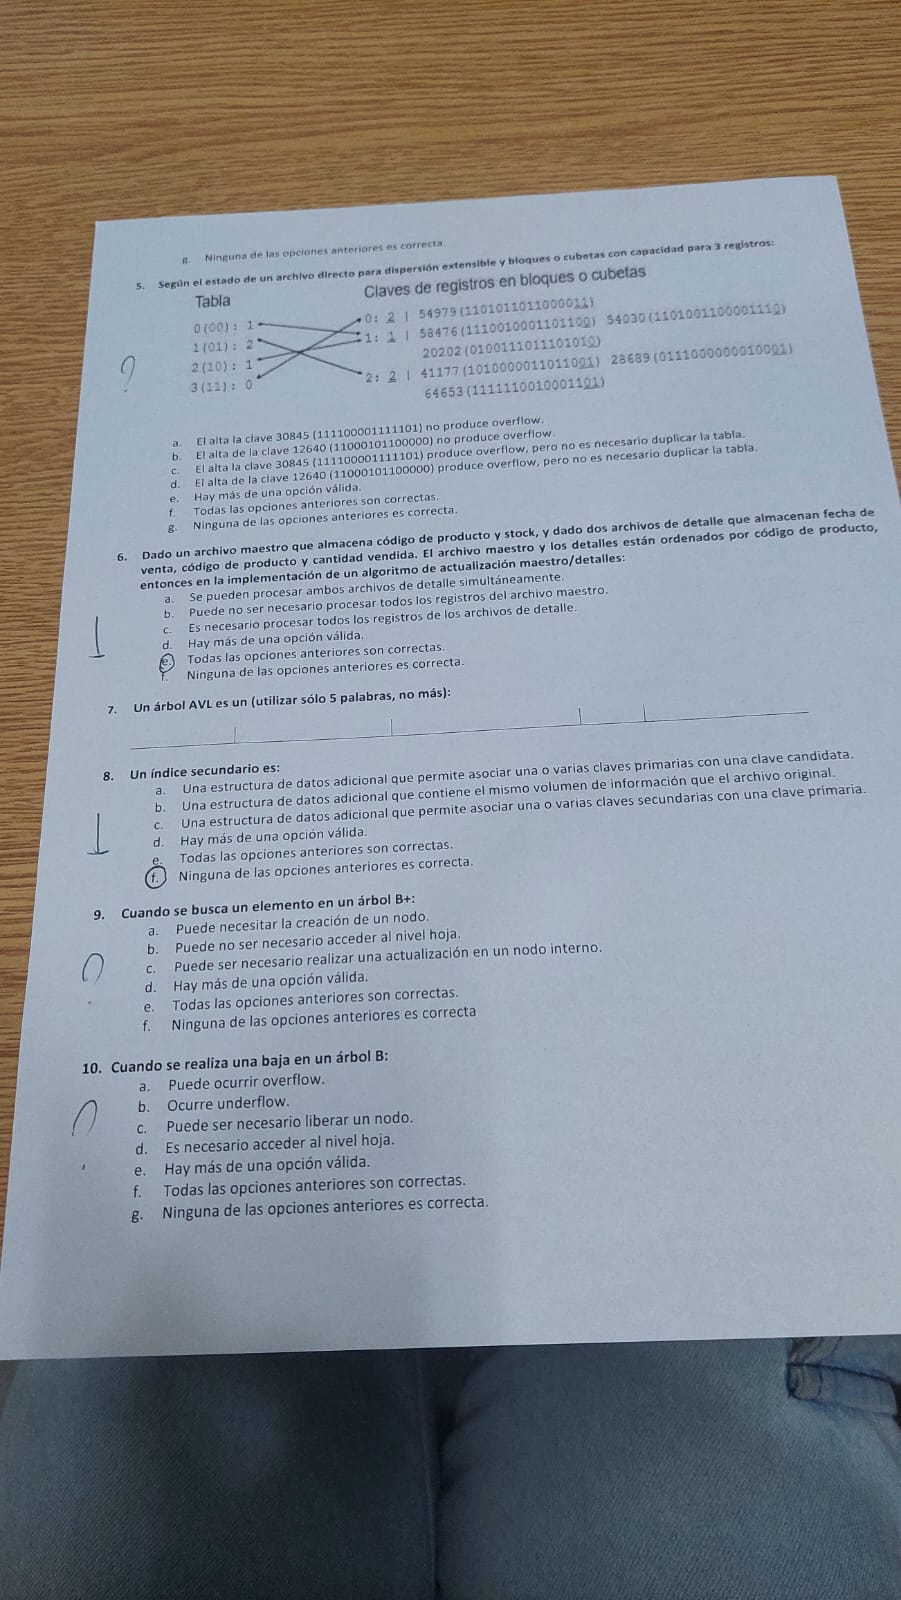 g. Ninguna de las opciones anteriores es correcta.
5. Según el estado de un archivo directo para dispersión extensible y bloques o cubetas con capacidad para 3 registros:
Tabla Claves de registros en bloques o cubetas
0(00): 1 0: 2 | 54979(1101011011000011)
1(01): 2 1: 1 | 58476(1110010001101100) 54030(1101001100001110)
20202(0100111011101010)
2(10): 1
3(11): 0 2: 2 | 41177(1010000011011001) 28689(0111000000010001)
64653(1111110010001101)
?
a. El alta la clave 30845 (111100001111101) no produce overflow.
b. El alta de la clave 12640 (11000101100000) no produce overflow.
c. El alta la clave 30845 (111100001111101) produce overflow, pero no es necesario duplicar la tabla.
d. El alta de la clave 12640 (11000101100000) produce overflow, pero no es necesario duplicar la tabla.
e. Hay más de una opción válida.
f. Todas las opciones anteriores son correctas.
g. Ninguna de las opciones anteriores es correcta.
6. Dado un archivo maestro que almacena código de producto y stock, y dado dos archivos de detalle que almacenan fecha de
venta, código de producto y cantidad vendida. El archivo maestro y los detalles están ordenados por código de producto,
entonces en la implementación de un algoritmo de actualización maestro/detalles:
a. Se pueden procesar ambos archivos de detalle simultáneamente.
b. Puede no ser necesario procesar todos los registros del archivo maestro.
c. Es necesario procesar todos los registros de los archivos de detalle.
d. Hay más de una opción válida.
e. Todas las opciones anteriores son correctas.
f. Ninguna de las opciones anteriores es correcta.
7. Un árbol AVL es un (utilizar sólo 5 palabras, no más):
8. Un índice secundario es:
a. Una estructura de datos adicional que permite asociar una o varias claves primarias con una clave candidata.
b. Una estructura de datos adicional que contiene el mismo volumen de información que el archivo original.
c. Una estructura de datos adicional que permite asociar una o varias claves secundarias con una clave primaria.
d. Hay más de una opción válida.
e. Todas las opciones anteriores son correctas.
f. Ninguna de las opciones anteriores es correcta.
9. Cuando se busca un elemento en un árbol B+:
a. Puede necesitar la creación de un nodo.
b. Puede no ser necesario acceder al nivel hoja.
c. Puede ser necesario realizar una actualización en un nodo interno.
?
d. Hay más de una opción válida.
e. Todas las opciones anteriores son correctas.
f. Ninguna de las opciones anteriores es correcta
10. Cuando se realiza una baja en un árbol B:
a. Puede ocurrir overflow.
b. Ocurre underflow.
?
c. Puede ser necesario liberar un nodo.
d. Es necesario acceder al nivel hoja.
e. Hay más de una opción válida.
f. Todas las opciones anteriores son correctas.
g. Ninguna de las opciones anteriores es correcta.